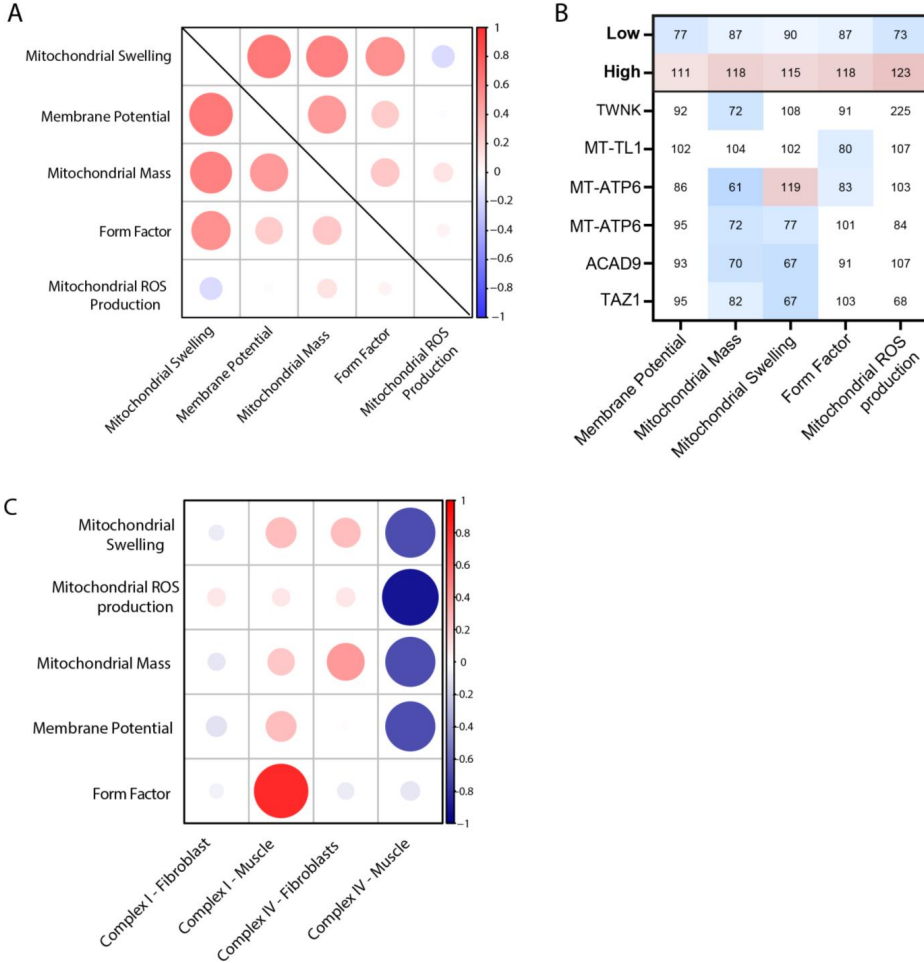 A
Mitochondrial Swelling
Membrane Potential
Mitochondrial Mass
Form Factor
Mitochondrial ROS
Production
1
0.8
0.6
0.4
0.2
0
−0.2
−0.4
−0.6
−0.8
−1
Mitochondrial Swelling
Membrane Potential
Mitochondrial Mass
Form Factor
Mitochondrial ROS
Production
B
Low 77 87 90 87 73
High 111 118 115 118 123
TWNK 92 72 108 91 225
MT-TL1 102 104 102 80 107
MT-ATP6 86 61 119 83 103
MT-ATP6 95 72 77 101 84
ACAD9 93 70 67 91 107
TAZ1 95 82 67 103 68
Membrane Potential
Mitochondrial Mass
Mitochondrial Swelling
Form Factor
Mitochondrial ROS
production
C
Mitochondrial
Swelling
Mitochondrial ROS
production
Mitochondrial Mass
Membrane Potential
Form Factor
1
0.8
0.6
0.4
0.2
0
−0.2
−0.4
−0.6
−0.8
−1
Complex I - Fibroblast
Complex I - Muscle
Complex IV - Fibroblasts
Complex IV - Muscle